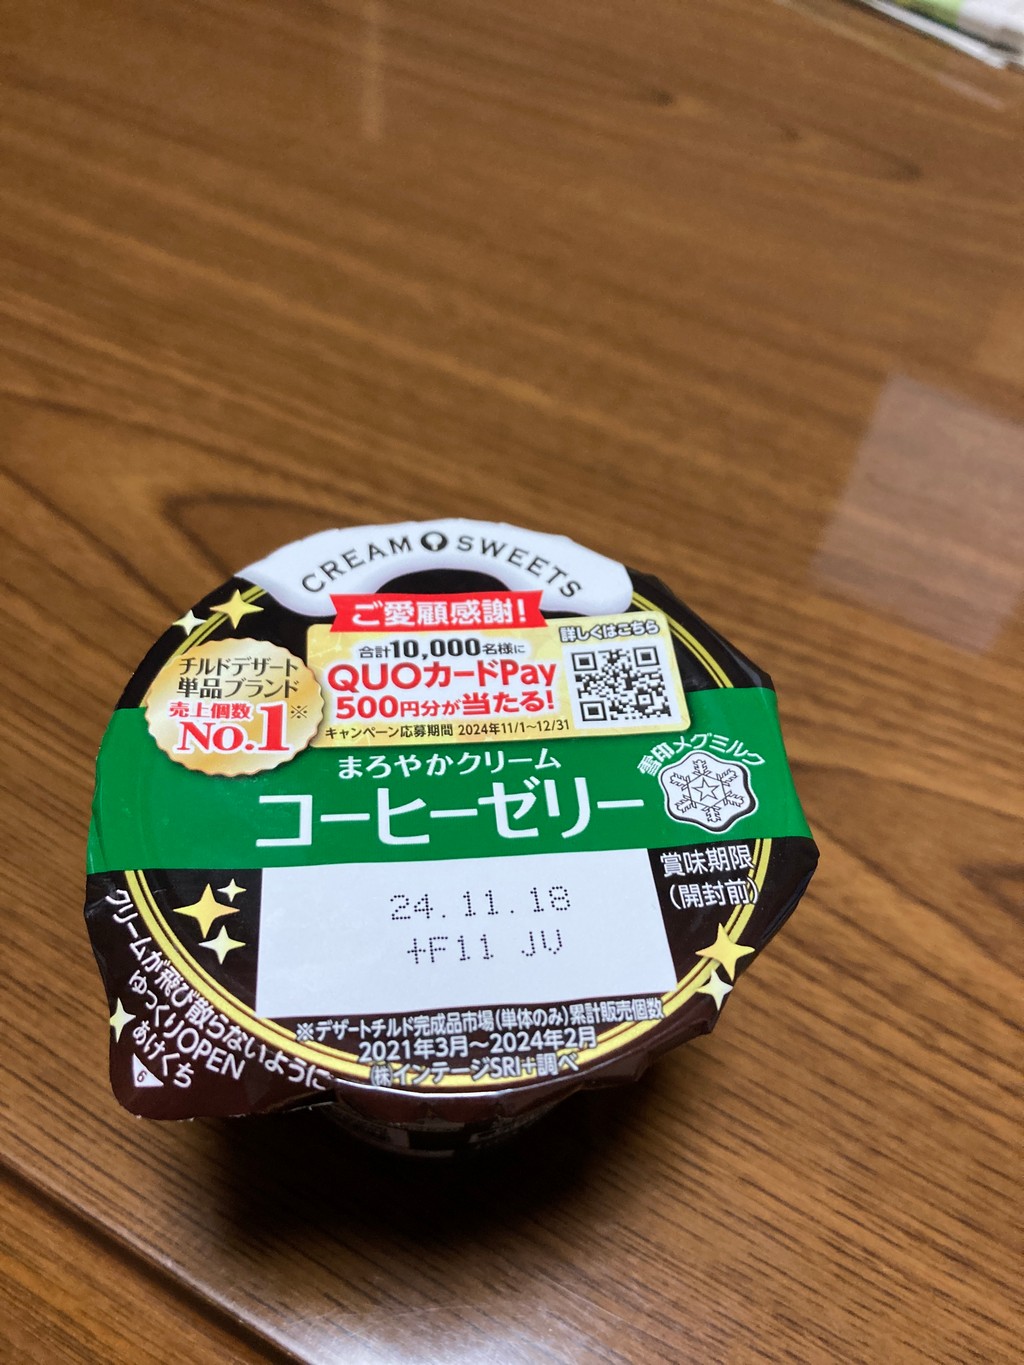 CREAM SWEETS
ご愛顧感謝!
合計10,000名様に
QUOカードPay
500円分が当たる!
キャンペーン応募期間 2024年11/1~12/31
詳しくはこちら
チルドデザート
単品ブランド
売上個数
No.1※
まろやかクリーム
コーヒーゼリー
雪印メグミルク
賞味期限
(開封前)
24.11.18
+F11 JV
※デザートチルド完成品市場(単体のみ)累計販売個数
2021年3月~2024年2月
(株)インテージSRI+調べ
クリームが飛び散らないように
ゆっくりOPEN
あけくち
6